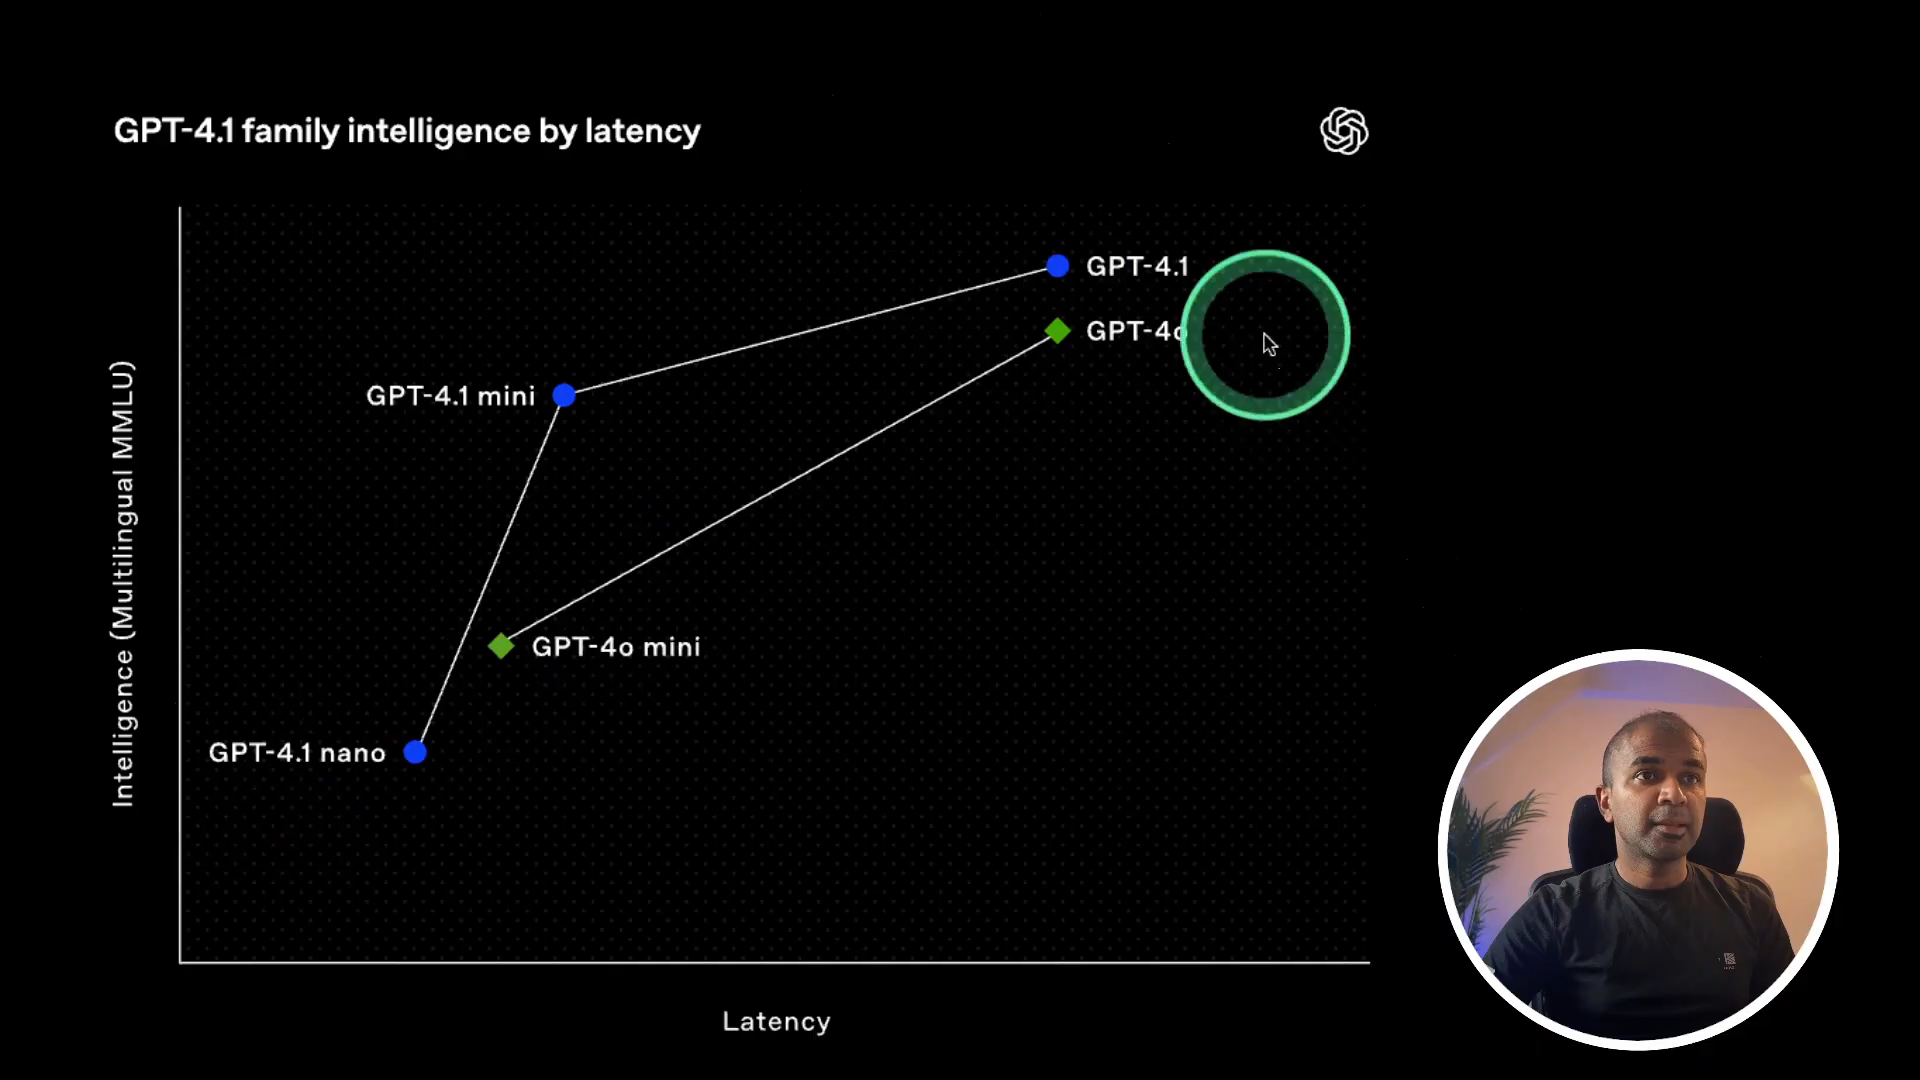 GPT-4.1 family intelligence by latency
GPT-4.1
GPT-4o
GPT-4.1 mini
GPT-4o mini
GPT-4.1 nano
Intelligence (Multilingual MMLU)
Latency